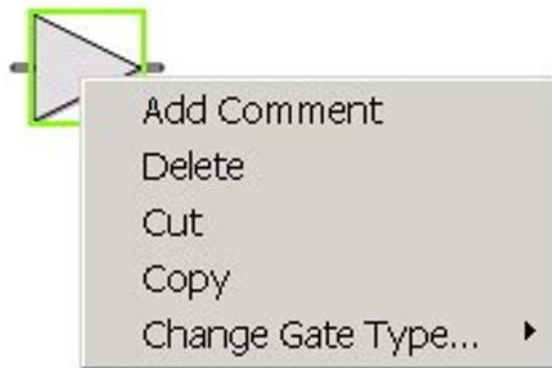 Add Comment
Delete
Cut
Copy
Change Gate Type...